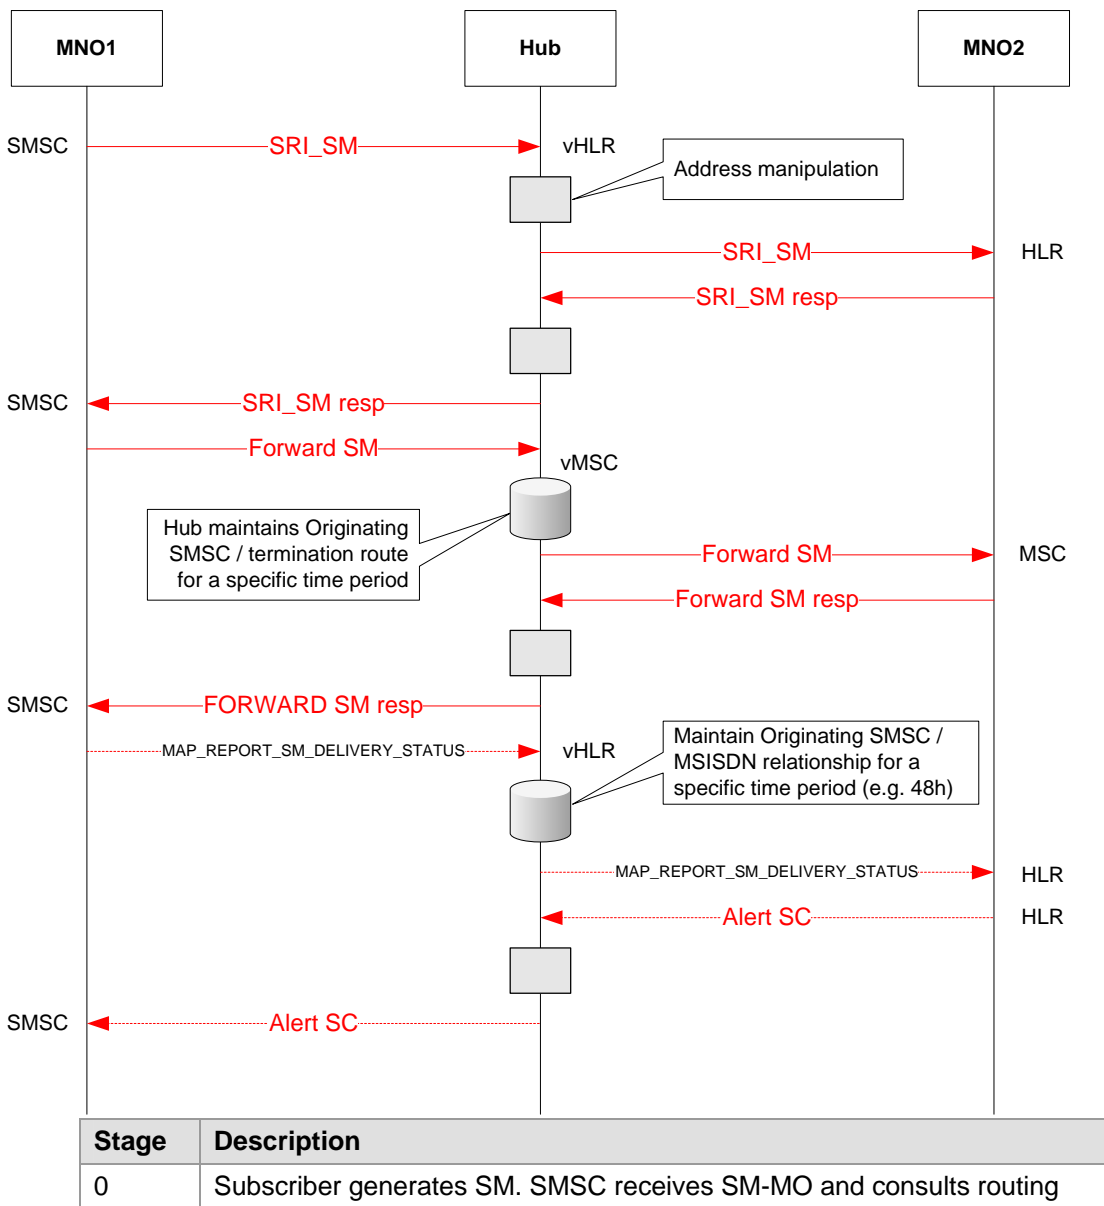 MNO1
Hub
MNO2
SMSC
SRI_SM
vHLR
Address manipulation
SRI_SM
HLR
SRI_SM resp
SMSC
SRI_SM resp
Forward SM
vMSC
Hub maintains Originating
SMSC / termination route
for a specific time period
Forward SM
MSC
Forward SM resp
SMSC
FORWARD SM resp
MAP_REPORT_SM_DELIVERY_STATUS
vHLR
Maintain Originating SMSC /
MSISDN relationship for a
specific time period (e.g. 48h)
MAP_REPORT_SM_DELIVERY_STATUS
HLR
Alert SC
HLR
SMSC
Alert SC
Stage Description
0 Subscriber generates SM. SMSC receives SM-MO and consults routing